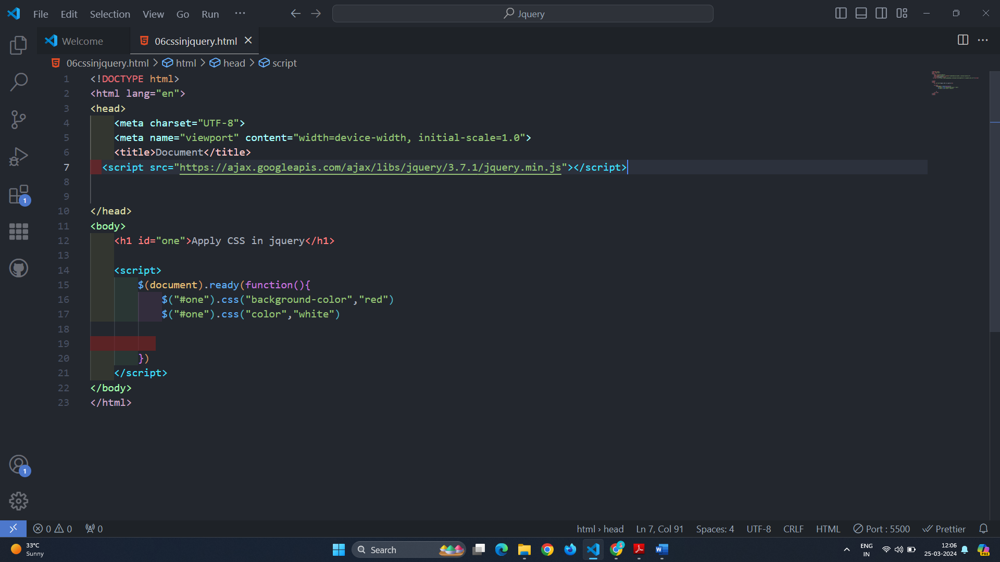 File Edit Selection View Go Run ··· Jquery
Welcome 06cssinjquery.html
06cssinjquery.html > html > head > script
1 <!DOCTYPE html>
2 <html lang="en">
3 <head>
4 <meta charset="UTF-8">
5 <meta name="viewport" content="width=device-width, initial-scale=1.0">
6 <title>Document</title>
7 <script src="https://ajax.googleapis.com/ajax/libs/jquery/3.7.1/jquery.min.js"></script>
8
9
10 </head>
11 <body>
12 <h1 id="one">Apply CSS in jquery</h1>
13
14 <script>
15 $(document).ready(function(){
16 $("#one").css("background-color","red")
17 $("#one").css("color","white")
18
19
20 })
21 </script>
22 </body>
23 </html>
1
1
0 0 0 html › head Ln 7, Col 91 Spaces: 4 UTF-8 CRLF HTML Port : 5500 Prettier
33°C
Sunny
Search
ENG
IN
12:06
25-03-2024
PRE